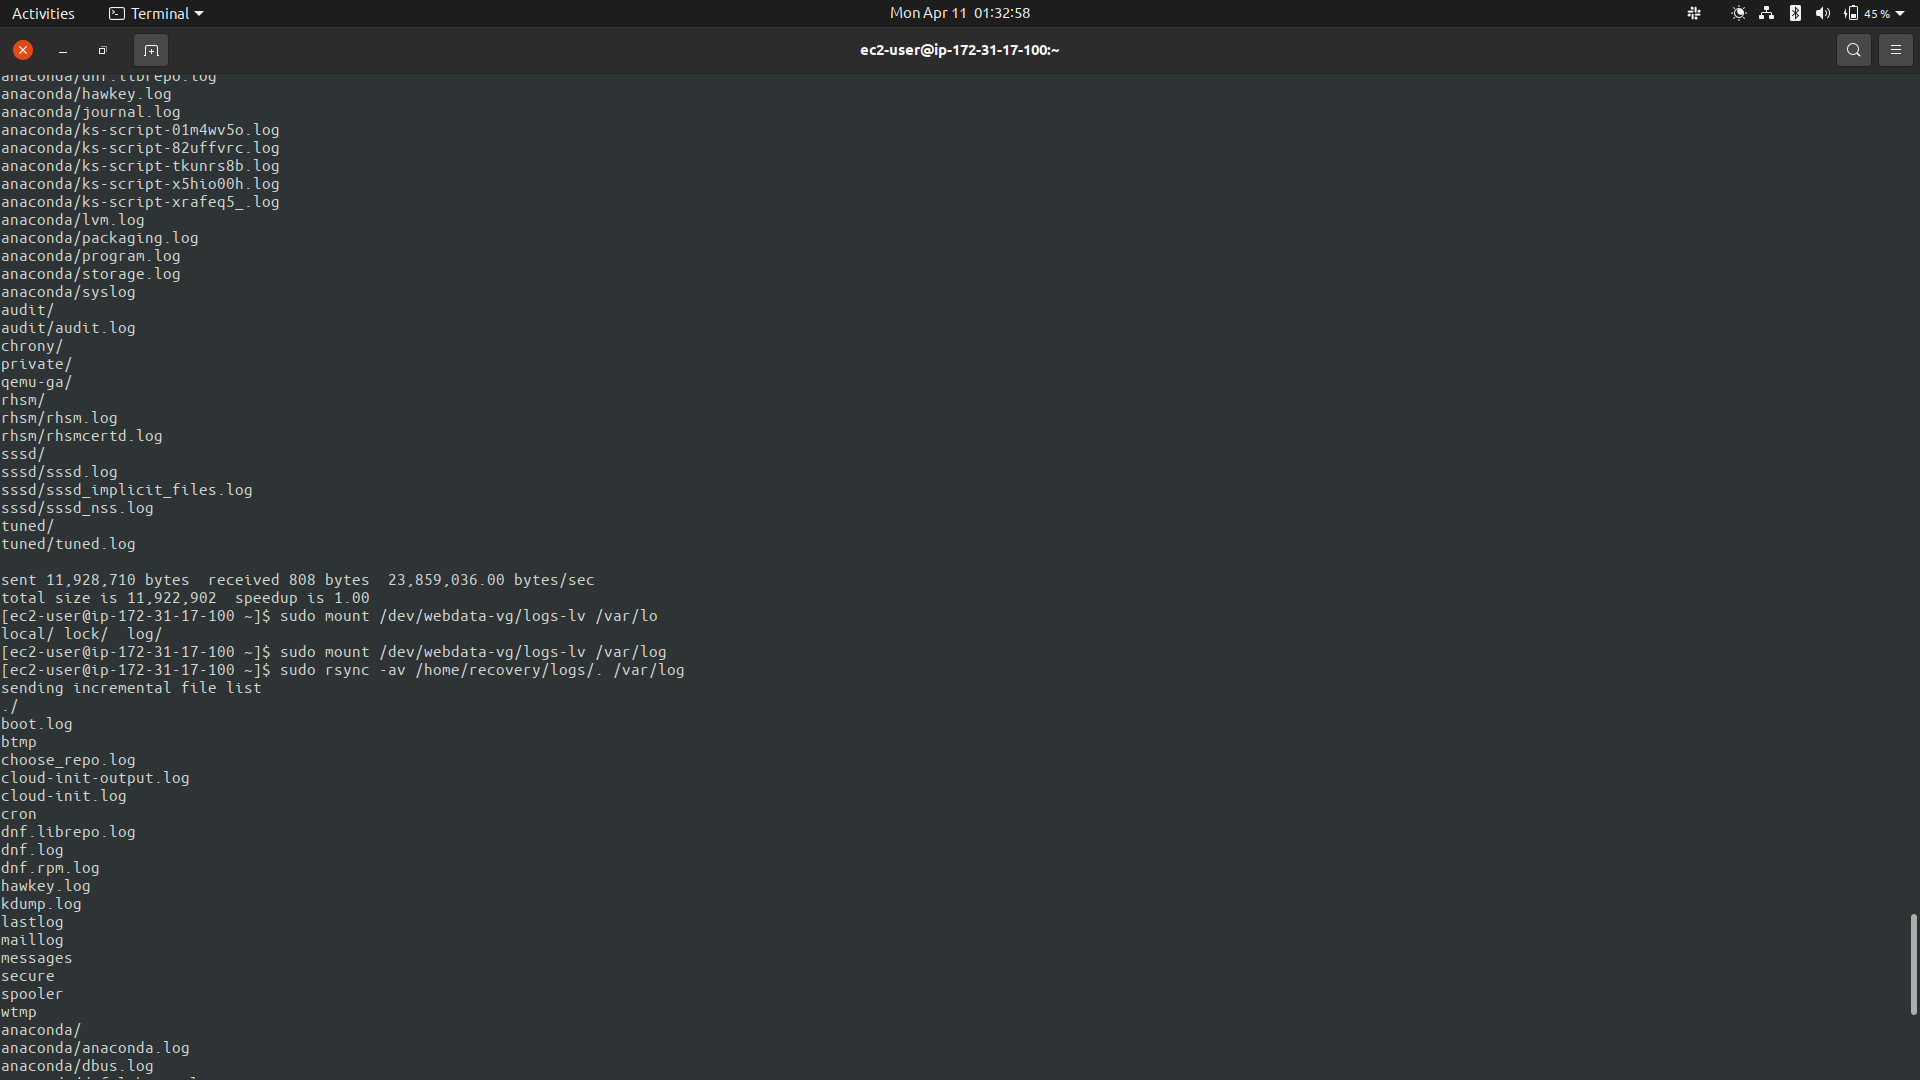 Activities
Terminal
Mon Apr 11 01:32:58
45 %
ec2-user@ip-172-31-17-100:~
anaconda/dnf.librepo.log
anaconda/hawkey.log
anaconda/journal.log
anaconda/ks-script-01m4wv5o.log
anaconda/ks-script-82uffvrc.log
anaconda/ks-script-tkunrs8b.log
anaconda/ks-script-x5hio00h.log
anaconda/ks-script-xrafeq5_.log
anaconda/lvm.log
anaconda/packaging.log
anaconda/program.log
anaconda/storage.log
anaconda/syslog
audit/
audit/audit.log
chrony/
private/
qemu-ga/
rhsm/
rhsm/rhsm.log
rhsm/rhsmcertd.log
sssd/
sssd/sssd.log
sssd/sssd_implicit_files.log
sssd/sssd_nss.log
tuned/
tuned/tuned.log
sent 11,928,710 bytes  received 808 bytes  23,859,036.00 bytes/sec
total size is 11,922,902  speedup is 1.00
[ec2-user@ip-172-31-17-100 ~]$ sudo mount /dev/webdata-vg/logs-lv /var/lo
local/ lock/  log/
[ec2-user@ip-172-31-17-100 ~]$ sudo mount /dev/webdata-vg/logs-lv /var/log
[ec2-user@ip-172-31-17-100 ~]$ sudo rsync -av /home/recovery/logs/. /var/log
sending incremental file list
./
boot.log
btmp
choose_repo.log
cloud-init-output.log
cloud-init.log
cron
dnf.librepo.log
dnf.log
dnf.rpm.log
hawkey.log
kdump.log
lastlog
maillog
messages
secure
spooler
wtmp
anaconda/
anaconda/anaconda.log
anaconda/dbus.log